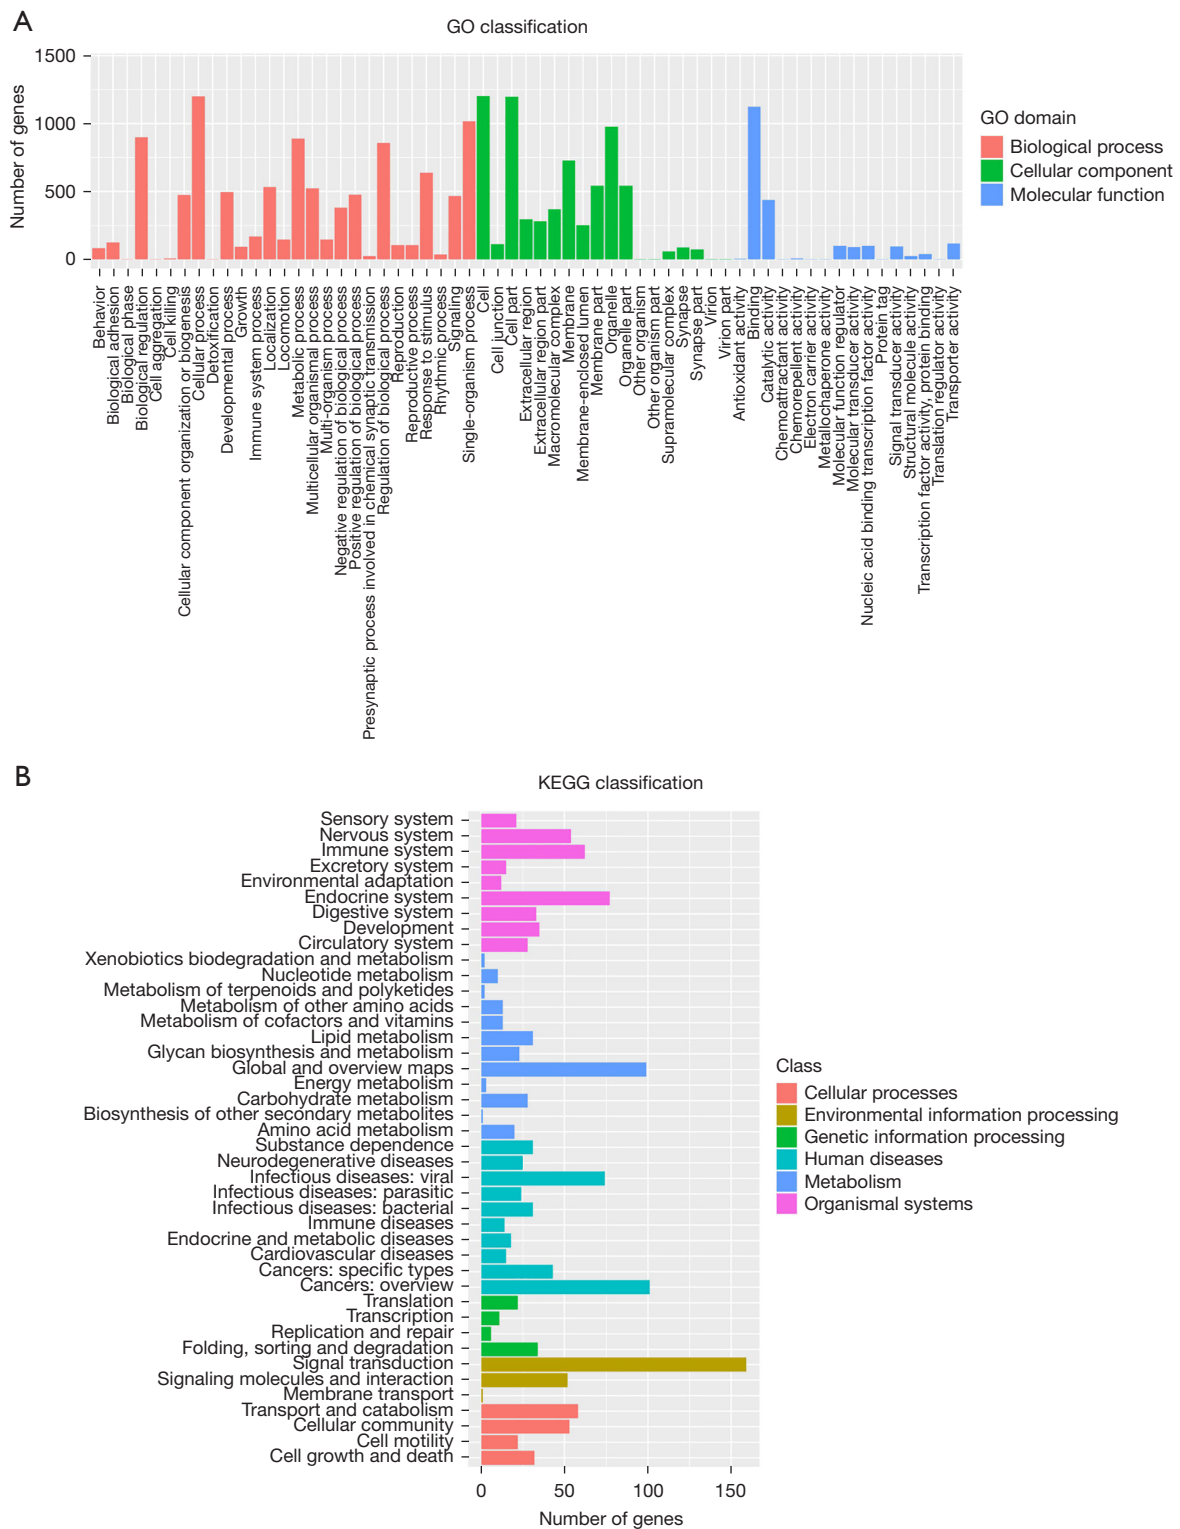 A
GO classification
Number of genes
1500
1000
500
0
GO domain
Biological process
Cellular component
Molecular function
Behavior
Biological adhesion
Biological phase
Biological regulation
Cell aggregation
Cell killing
Cellular component organization or biogenesis
Cellular process
Detoxification
Developmental process
Growth
Immune system process
Localization
Locomotion
Metabolic process
Multicellular organismal process
Multi-organism process
Negative regulation of biological process
Positive regulation of biological process
Presynaptic process involved in chemical synaptic transmission
Regulation of biological process
Reproduction
Reproductive process
Response to stimulus
Rhythmic process
Signaling
Single-organism process
Cell
Cell junction
Cell part
Extracellular region
Extracellular region part
Macromolecular complex
Membrane
Membrane-enclosed lumen
Membrane part
Organelle
Organelle part
Other organism
Other organism part
Supramolecular complex
Synapse
Synapse part
Virion
Virion part
Antioxidant activity
Binding
Catalytic activity
Chemoattractant activity
Chemorepellent activity
Electron carrier activity
Metallochaperone activity
Molecular function regulator
Molecular transducer activity
Nucleic acid binding transcription factor activity
Protein tag
Signal transducer activity
Structural molecule activity
Transcription factor activity, protein binding
Translation regulator activity
Transporter activity
B
KEGG classification
Sensory system
Nervous system
Immune system
Excretory system
Environmental adaptation
Endocrine system
Digestive system
Development
Circulatory system
Xenobiotics biodegradation and metabolism
Nucleotide metabolism
Metabolism of terpenoids and polyketides
Metabolism of other amino acids
Metabolism of cofactors and vitamins
Lipid metabolism
Glycan biosynthesis and metabolism
Global and overview maps
Energy metabolism
Carbohydrate metabolism
Biosynthesis of other secondary metabolites
Amino acid metabolism
Substance dependence
Neurodegenerative diseases
Infectious diseases: viral
Infectious diseases: parasitic
Infectious diseases: bacterial
Immune diseases
Endocrine and metabolic diseases
Cardiovascular diseases
Cancers: specific types
Cancers: overview
Translation
Transcription
Replication and repair
Folding, sorting and degradation
Signal transduction
Signaling molecules and interaction
Membrane transport
Transport and catabolism
Cellular community
Cell motility
Cell growth and death
0
50
100
150
Number of genes
Class
Cellular processes
Environmental information processing
Genetic information processing
Human diseases
Metabolism
Organismal systems